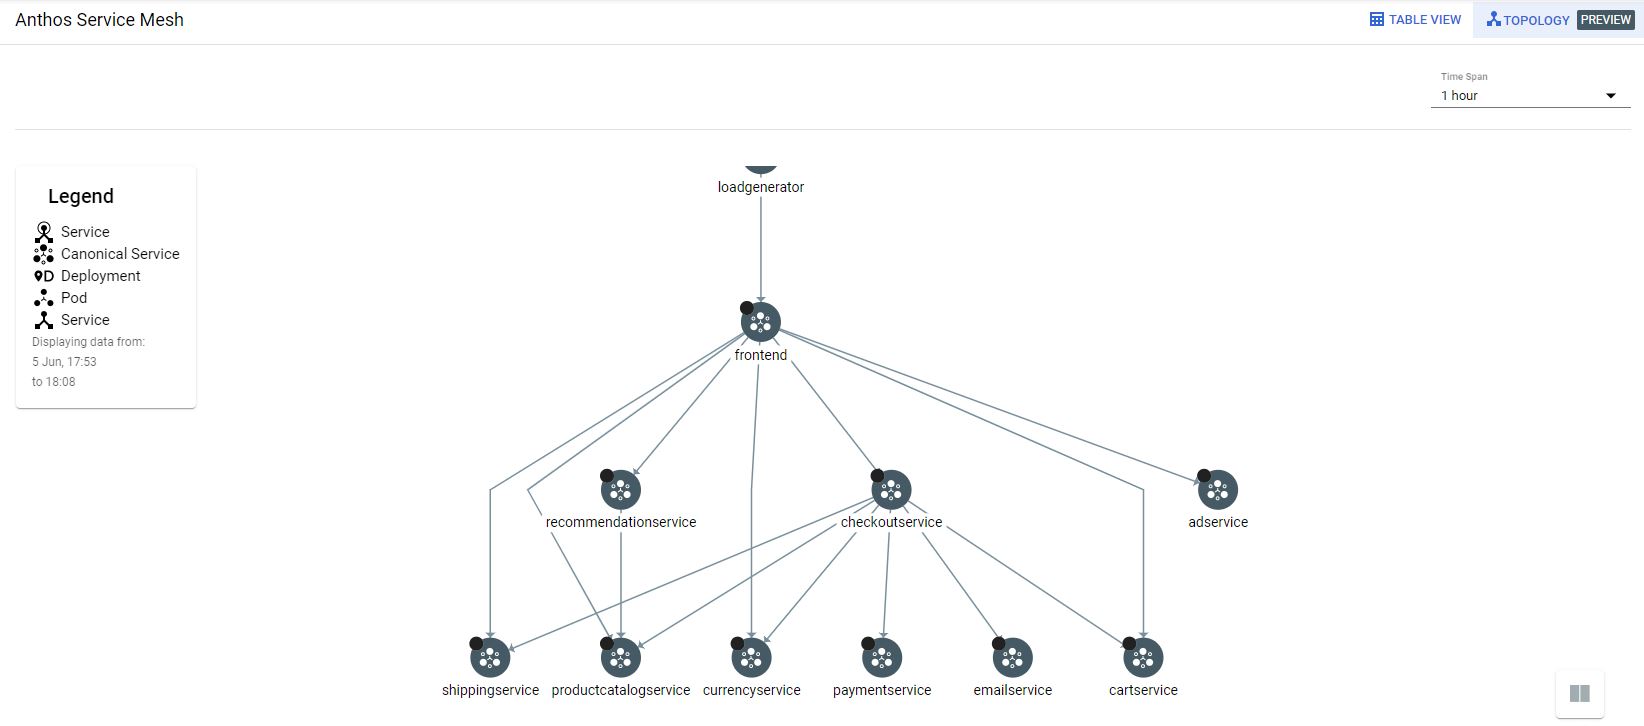 Anthos Service Mesh
TABLE VIEW
TOPOLOGY PREVIEW
Time Span
1 hour
Legend
Service
Canonical Service
D Deployment
Pod
Service
Displaying data from:
5 Jun, 17:53
to 18:08
loadgenerator
frontend
recommendationservice
checkoutservice
adservice
shippingservice
productcatalogservice
currencyservice
paymentservice
emailservice
cartservice